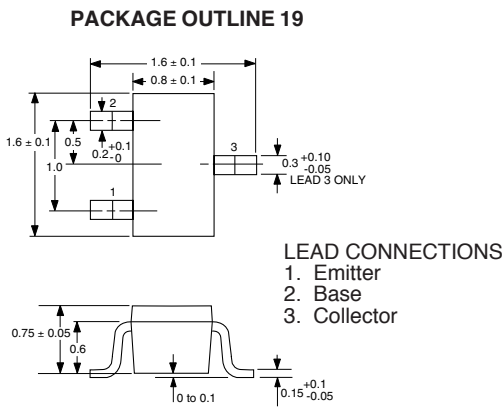 PACKAGE OUTLINE 19
1.6 ± 0.1
0.8 ± 0.1
2
1.6 ± 0.1
0.5
1.0
0.2 +0.1 -0
3
0.3 +0.10 -0.05
LEAD 3 ONLY
1
LEAD CONNECTIONS
1. Emitter
2. Base
3. Collector
0.75 ± 0.05
0.6
0 to 0.1
0.15 +0.1 -0.05